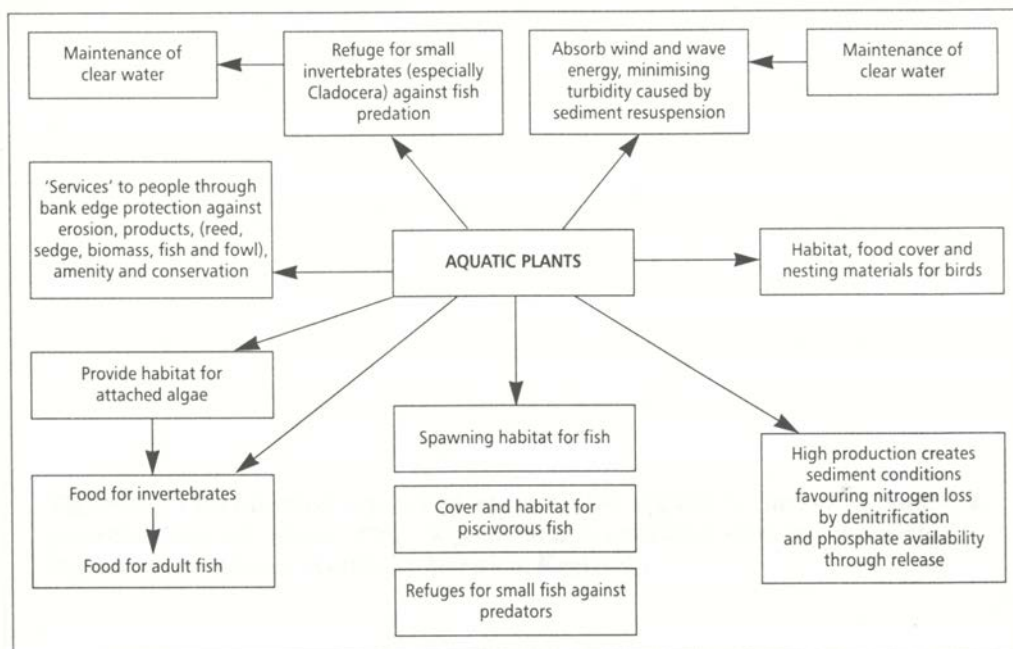 Maintenance of
clear water
Refuge for small
invertebrates (especially
Cladocera) against fish
predation
Absorb wind and wave
energy, minimising
turbidity caused by
sediment resuspension
Maintenance of
clear water
'Services' to people through
bank edge protection against
erosion, products, (reed,
sedge, biomass, fish and fowl),
amenity and conservation
AQUATIC PLANTS
Habitat, food cover and
nesting materials for birds
Provide habitat for
attached algae
Food for invertebrates
Food for adult fish
Spawning habitat for fish
Cover and habitat for
piscivorous fish
Refuges for small fish against
predators
High production creates
sediment conditions
favouring nitrogen loss
by denitrification
and phosphate availability
through release